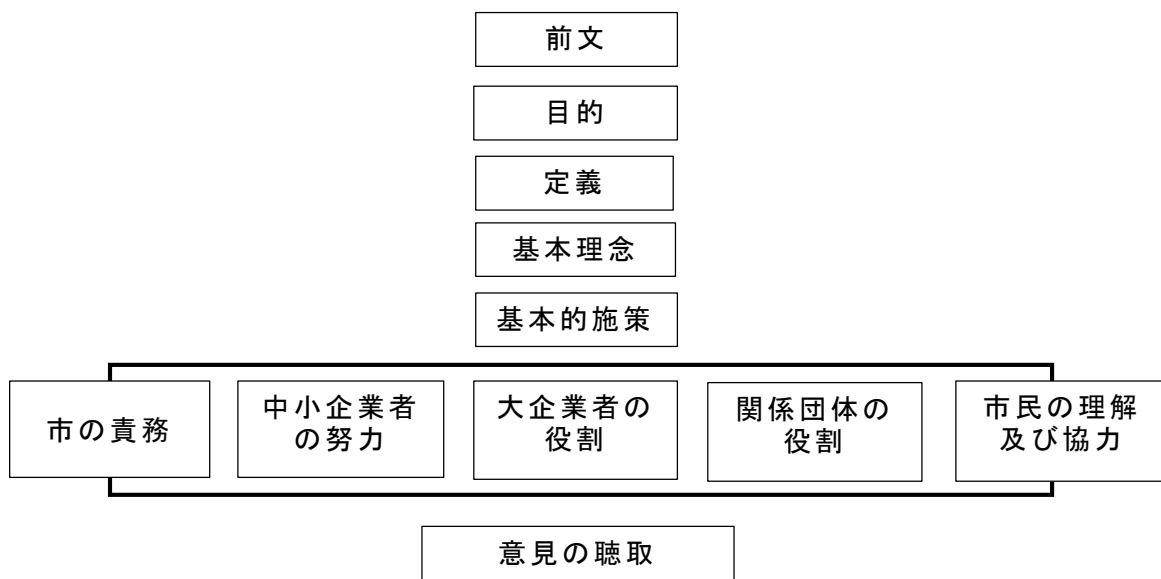 前文
目的
定義
基本理念
基本的施策
市の責務
中小企業者
の努力
大企業者の
役割
関係団体の
役割
市民の理解
及び協力
意見の聴取